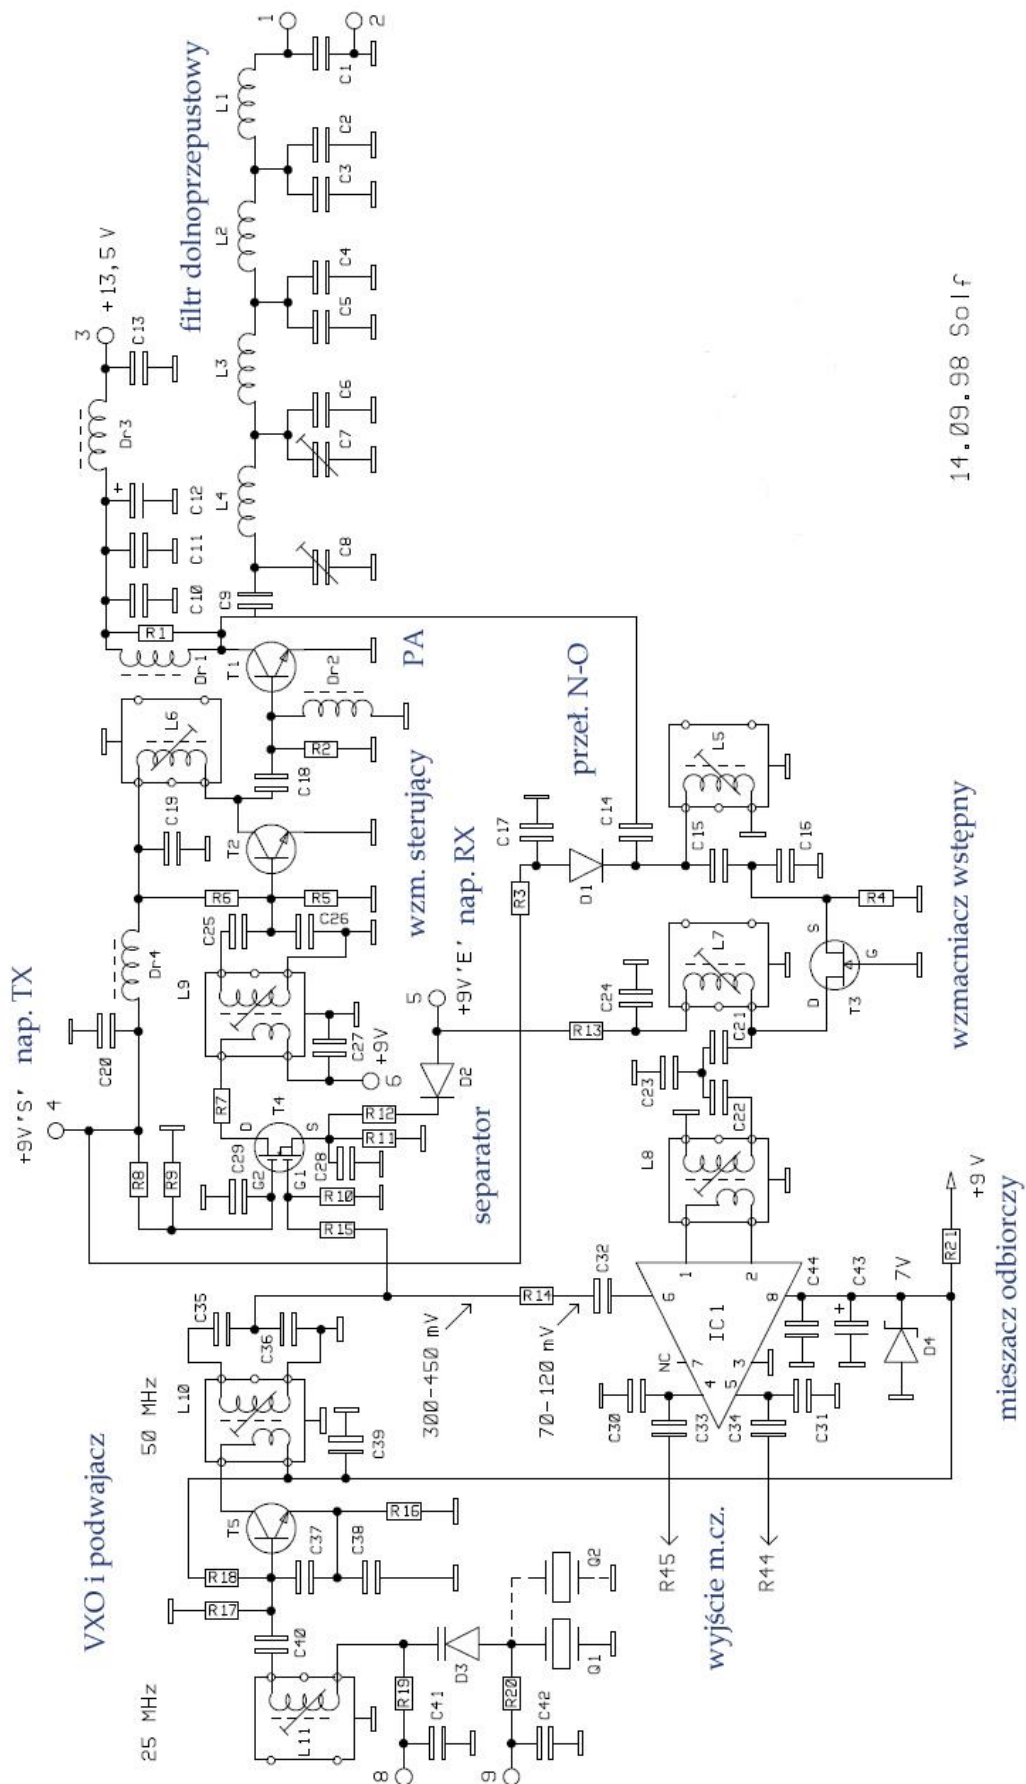 +9V'S' nap. TX
4
C20
Dr4
R8
R9
+13,5 V
3
C13
Dr3
C12
+
C11
C10
R1
Dr1
filtr dolnoprzepustowy
1
2
C1
L1
C2
C3
L2
C4
C5
L3
C6
C7
L4
C8
C9
T1
Dr2
PA
L6
C19
C18
R2
T2
R6
R5
C25
C26
wzm. sterujący
L9
C27
+9V
6
R7
D
T4
S
G2
G1
C29
C28
R12
R11
R10
R15
5
+9V'E' nap. RX
D2
separator
VXO i podwajacz
50 MHz
L10
C35
C36
C39
T5
R18
R17
C37
C38
R16
C40
25 MHz
L11
R19
C41
8
D3
Q2
Q1
R20
C42
9
300-450 mV
70-120 mV
R14
C32
przeł. N-O
R3
C17
D1
C14
L5
C15
C16
R4
S
G
D
T3
L7
C24
R13
C21
C23
C22
L8
wzmacniacz wstępny
1
2
6
8
IC1
NC
7
3
4
5
C30
C33
C34
C31
C44
C43
+
7V
D4
R21
+9 V
mieszacz odbiorczy
R45
R44
wyjście m.cz.
14.09.98 Solf